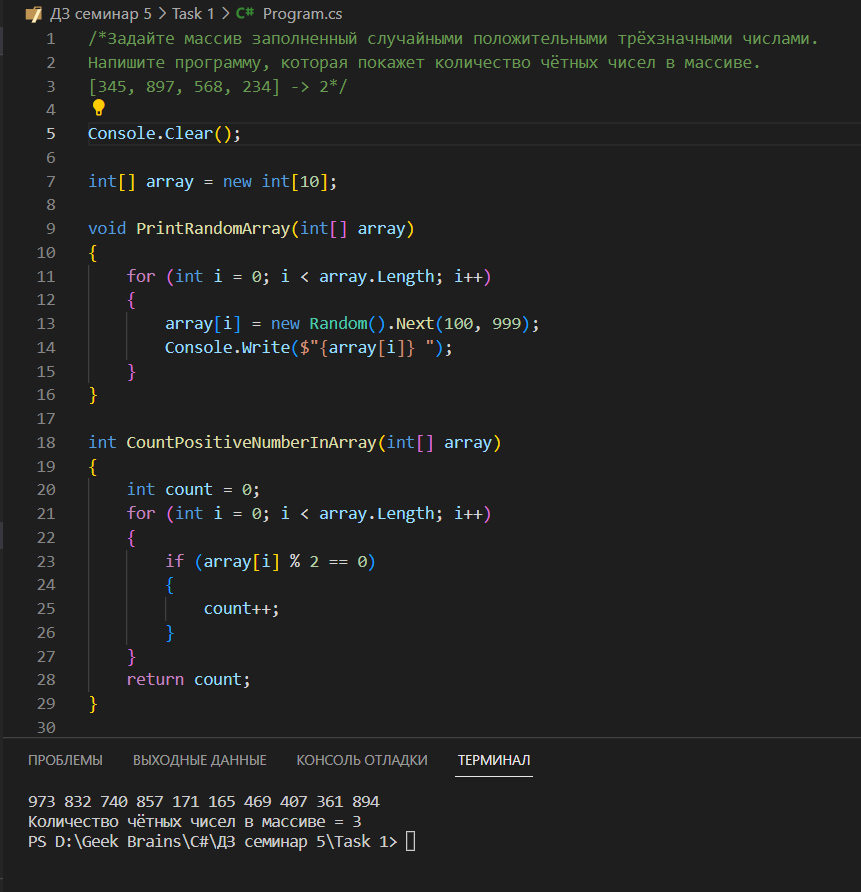 ДЗ семинар 5 > Task 1 > C# Program.cs
1 /*Задайте массив заполненный случайными положительными трёхзначными числами.
2 Напишите программу, которая покажет количество чётных чисел в массиве.
3 [345, 897, 568, 234] -> 2*/
4
5 Console.Clear();
6
7 int[] array = new int[10];
8
9 void PrintRandomArray(int[] array)
10 {
11     for (int i = 0; i < array.Length; i++)
12     {
13         array[i] = new Random().Next(100, 999);
14         Console.Write($"{array[i]} ");
15     }
16 }
17
18 int CountPositiveNumberInArray(int[] array)
19 {
20     int count = 0;
21     for (int i = 0; i < array.Length; i++)
22     {
23         if (array[i] % 2 == 0)
24         {
25             count++;
26         }
27     }
28     return count;
29 }
30
ПРОБЛЕМЫ ВЫХОДНЫЕ ДАННЫЕ КОНСОЛЬ ОТЛАДКИ ТЕРМИНАЛ
973 832 740 857 171 165 469 407 361 894
Количество чётных чисел в массиве = 3
PS D:\Geek Brains\C#\ДЗ семинар 5\Task 1>